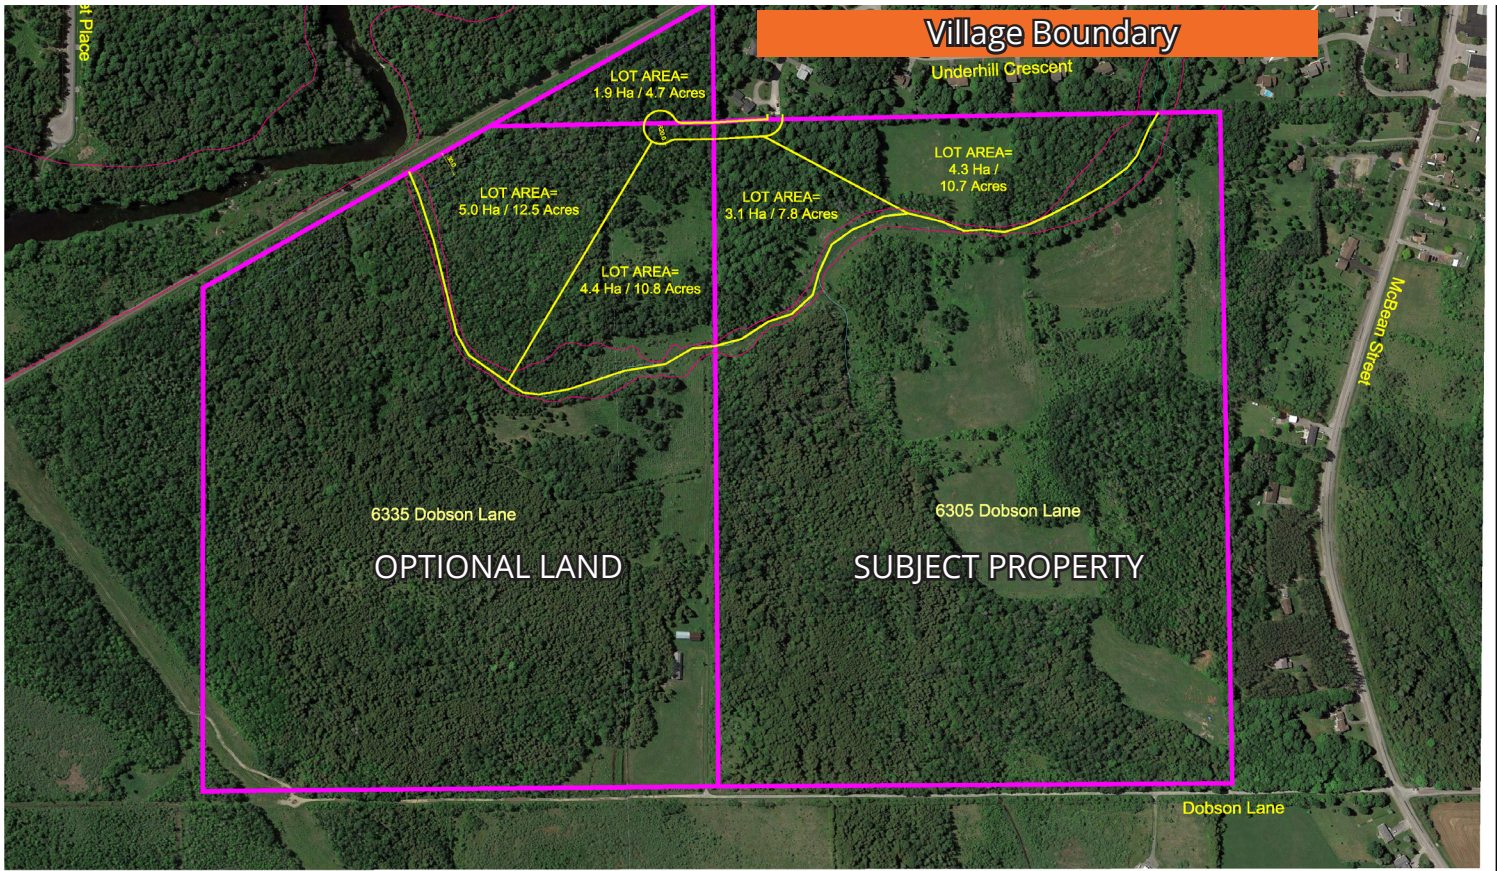 et Place
Village Boundary
Underhill Crescent
LOT AREA=
1.9 Ha / 4.7 Acres
LOT AREA=
5.0 Ha / 12.5 Acres
LOT AREA=
3.1 Ha / 7.8 Acres
LOT AREA=
4.3 Ha /
10.7 Acres
LOT AREA=
4.4 Ha / 10.8 Acres
McBean Street
6335 Dobson Lane
OPTIONAL LAND
6305 Dobson Lane
SUBJECT PROPERTY
Dobson Lane